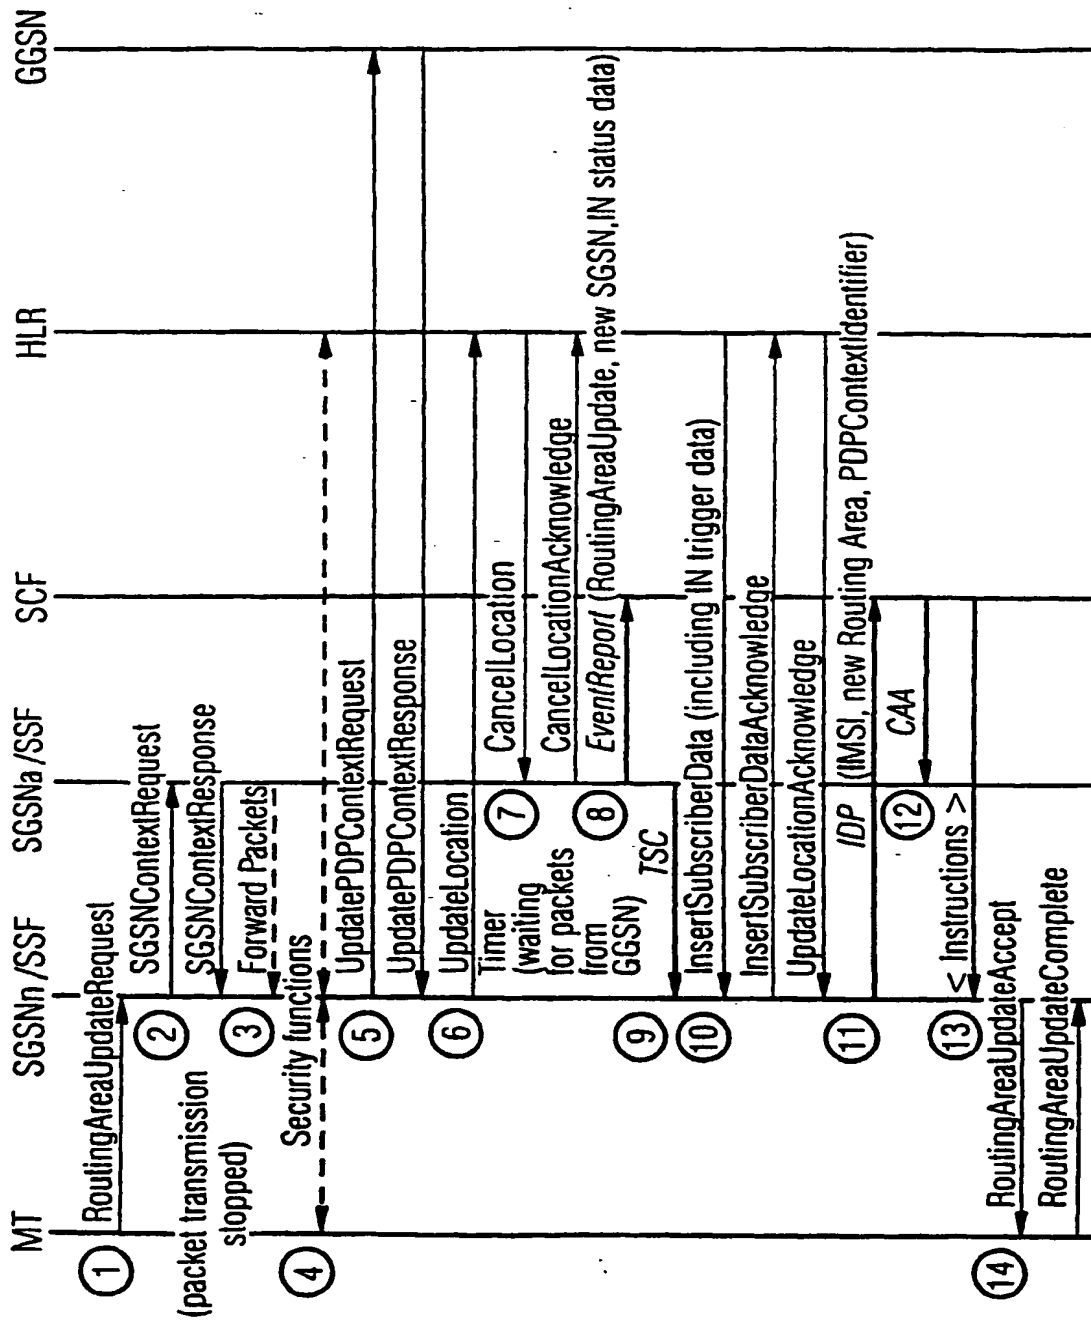 MT
SGSNn /SSF
SGSNa /SSF
SCF
HLR
GGSN
1
RoutingAreaUpdateRequest
(packet transmission
stopped)
2
SGSNContextRequest
SGSNContextResponse
3
Forward Packets
4
Security functions
5
UpdatePDPContextRequest
UpdatePDPContextResponse
6
UpdateLocation
Timer
(waiting
for packets
from
GGSN)
7
CancelLocation
CancelLocationAcknowledge
8
EventReport (RoutingAreaUpdate, new SGSN,IN status data)
9
TSC
10
InsertSubscriberData (including IN trigger data)
InsertSubscriberDataAcknowledge
UpdateLocationAcknowledge
11
IDP (IMSI, new Routing Area, PDPContextIdentifier)
12
CAA
13
< Instructions >
14
RoutingAreaUpdateAccept
RoutingAreaUpdateComplete